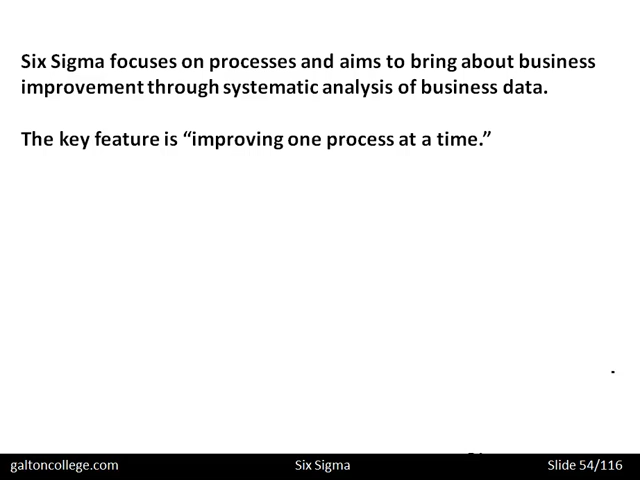 Six Sigma focuses on processes and aims to bring about business
improvement through systematic analysis of business data.
The key feature is “improving one process at a time.”
galtoncollege.com
Six Sigma
Slide 54/116